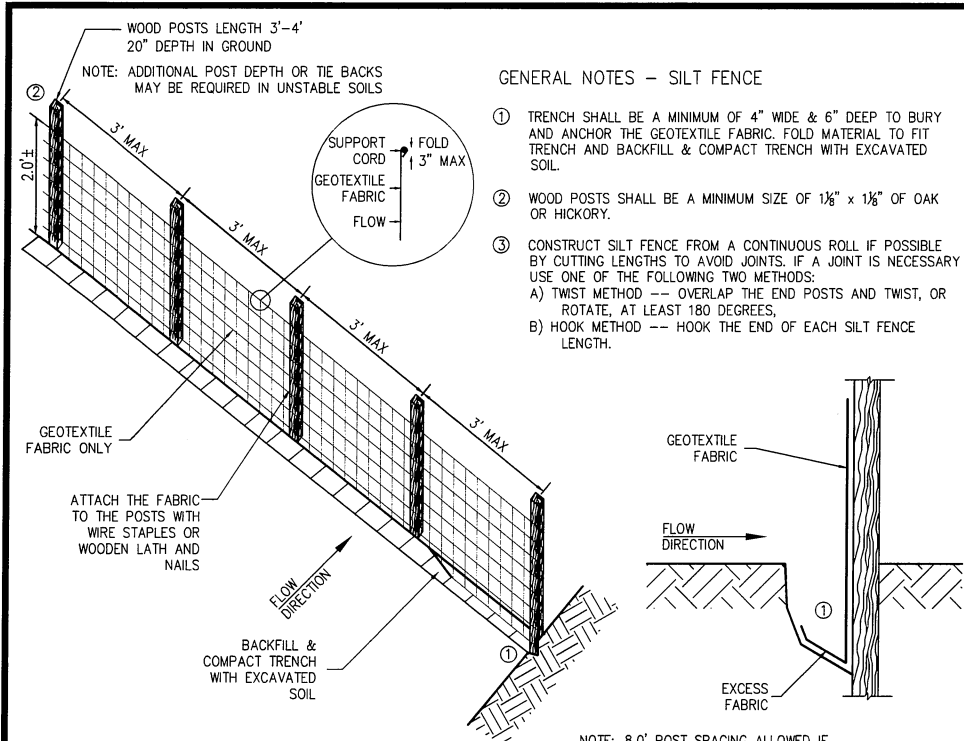 WOOD POSTS LENGTH 3'-4'
20" DEPTH IN GROUND
NOTE: ADDITIONAL POST DEPTH OR TIE BACKS
MAY BE REQUIRED IN UNSTABLE SOILS
②
2.0'±
3' MAX
3' MAX
3' MAX
3' MAX
SUPPORT
CORD
FOLD
3" MAX
GEOTEXTILE
FABRIC
FLOW
GEOTEXTILE
FABRIC ONLY
ATTACH THE FABRIC
TO THE POSTS WITH
WIRE STAPLES OR
WOODEN LATH AND
NAILS
FLOW
DIRECTION
BACKFILL &
COMPACT TRENCH
WITH EXCAVATED
SOIL
①
GENERAL NOTES – SILT FENCE
① TRENCH SHALL BE A MINIMUM OF 4" WIDE & 6" DEEP TO BURY
AND ANCHOR THE GEOTEXTILE FABRIC. FOLD MATERIAL TO FIT
TRENCH AND BACKFILL & COMPACT TRENCH WITH EXCAVATED
SOIL.
② WOOD POSTS SHALL BE A MINIMUM SIZE OF 1⅛" x 1⅛" OF OAK
OR HICKORY.
③ CONSTRUCT SILT FENCE FROM A CONTINUOUS ROLL IF POSSIBLE
BY CUTTING LENGTHS TO AVOID JOINTS. IF A JOINT IS NECESSARY
USE ONE OF THE FOLLOWING TWO METHODS:
A) TWIST METHOD -- OVERLAP THE END POSTS AND TWIST, OR
ROTATE, AT LEAST 180 DEGREES,
B) HOOK METHOD -- HOOK THE END OF EACH SILT FENCE
LENGTH.
GEOTEXTILE
FABRIC
FLOW
DIRECTION
①
EXCESS
FABRIC
NOTE: 8.0' POST SPACING ALLOWED IF